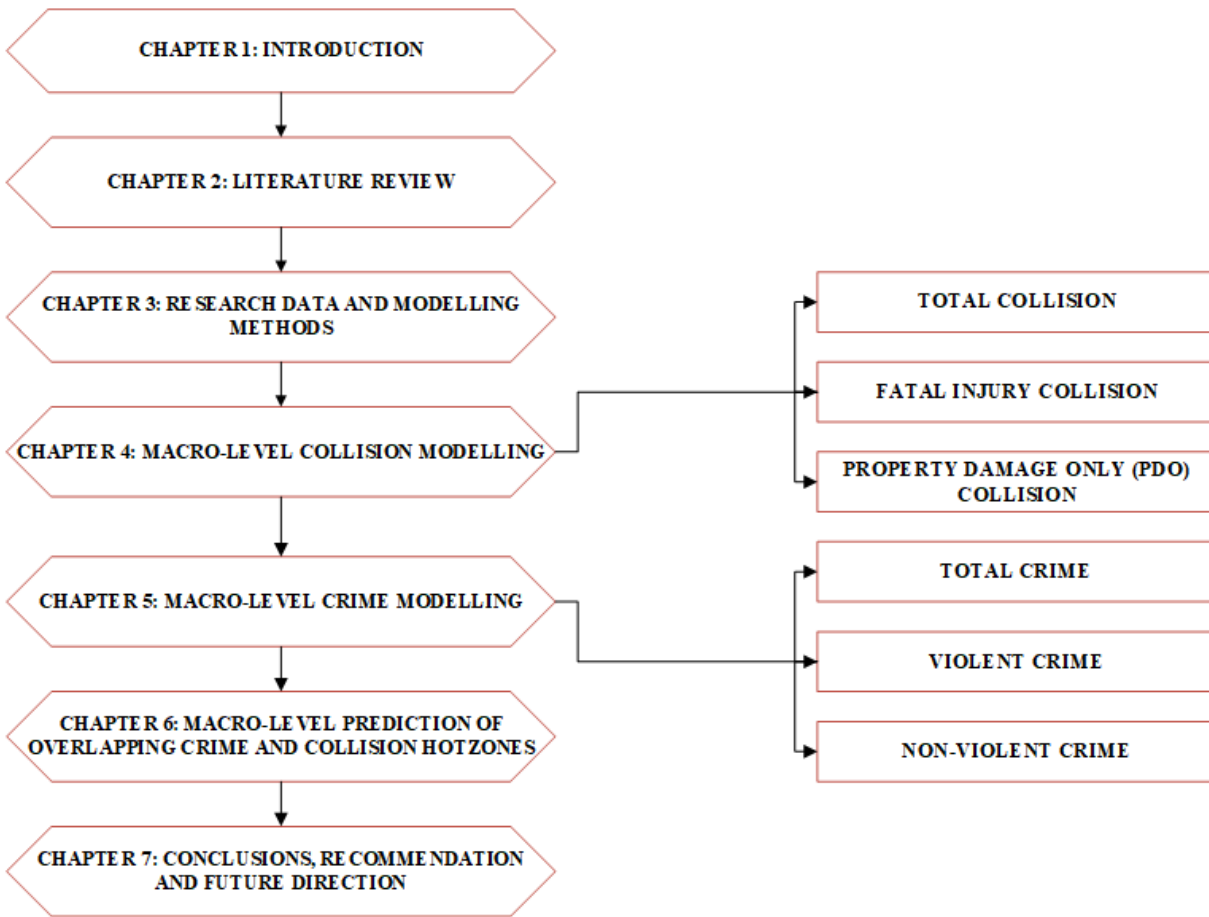 CHAPTER 1: INTRODUCTION
CHAPTER 2: LITERATURE REVIEW
CHAPTER 3: RESEARCH DATA AND MODELLING
METHODS
CHAPTER 4: MACRO-LEVEL COLLISION MODELLING
TOTAL COLLISION
FATAL INJURY COLLISION
PROPERTY DAMAGE ONLY (PDO)
COLLISION
CHAPTER 5: MACRO-LEVEL CRIME MODELLING
TOTAL CRIME
VIOLENT CRIME
NON-VIOLENT CRIME
CHAPTER 6: MACRO-LEVEL PREDICTION OF
OVERLAPPING CRIME AND COLLISION HOTZONES
CHAPTER 7: CONCLUSIONS, RECOMMENDATION
AND FUTURE DIRECTION